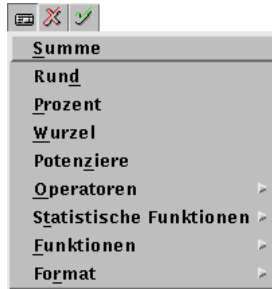 Summe
Rund
Prozent
Wurzel
Potenziere
Operatoren
Statistische Funktionen
Funktionen
Format